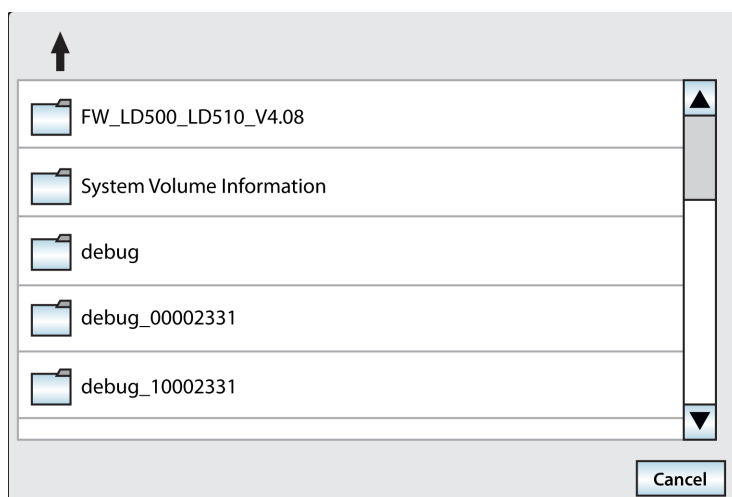 FW_LD500_LD510_V4.08
System Volume Information
debug
debug_00002331
debug_10002331
Cancel